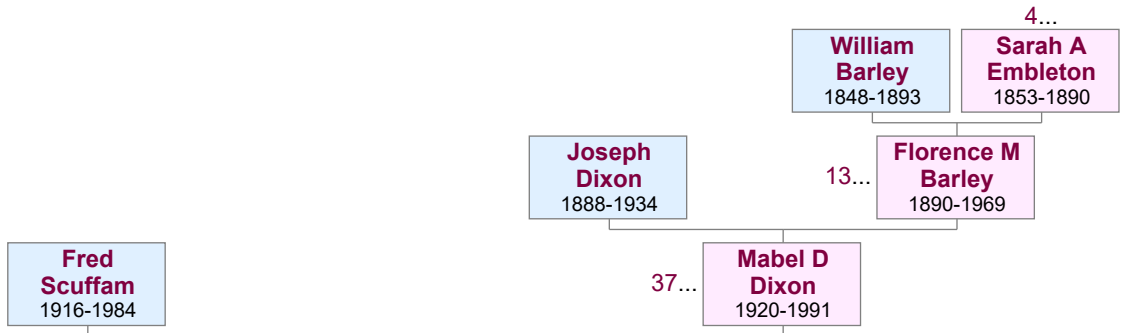 4...
William
Barley
1848-1893
Sarah A
Embleton
1853-1890
Joseph
Dixon
1888-1934
13...
Florence M
Barley
1890-1969
Fred
Scuffam
1916-1984
37...
Mabel D
Dixon
1920-1991